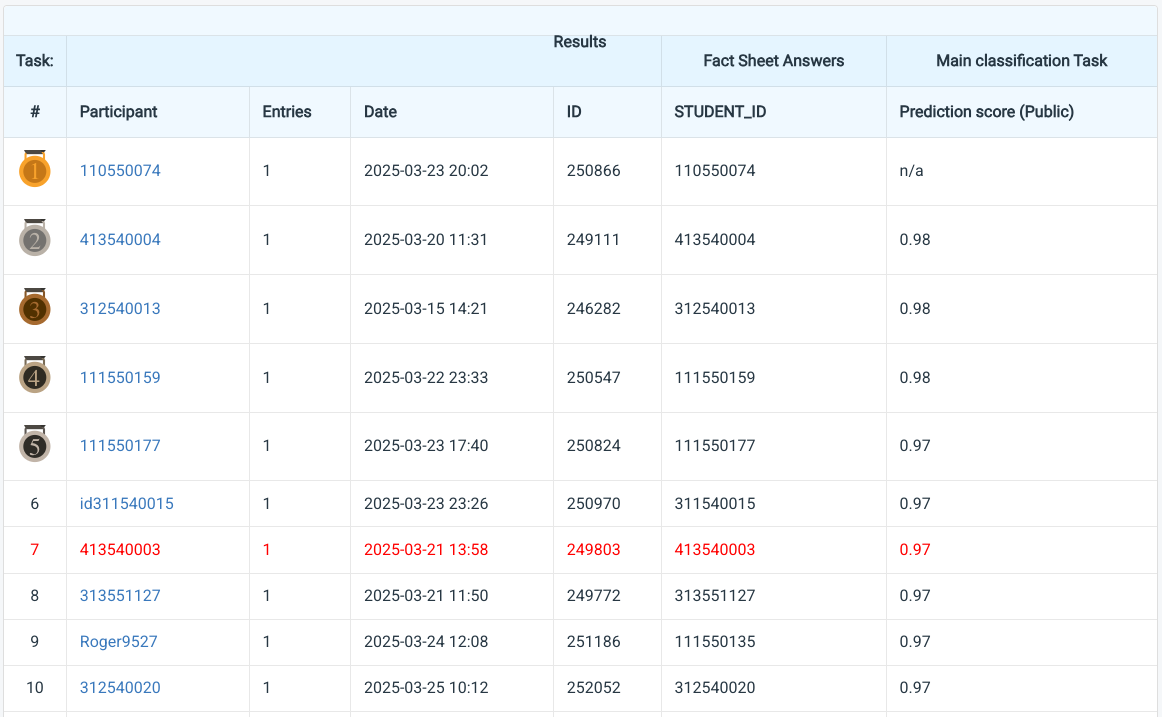 Results
Task: Fact Sheet Answers Main classification Task
# Participant Entries Date ID STUDENT_ID Prediction score (Public)
1 110550074 1 2025-03-23 20:02 250866 110550074 n/a
2 413540004 1 2025-03-20 11:31 249111 413540004 0.98
3 312540013 1 2025-03-15 14:21 246282 312540013 0.98
4 111550159 1 2025-03-22 23:33 250547 111550159 0.98
5 111550177 1 2025-03-23 17:40 250824 111550177 0.97
6 id311540015 1 2025-03-23 23:26 250970 311540015 0.97
7 413540003 1 2025-03-21 13:58 249803 413540003 0.97
8 313551127 1 2025-03-21 11:50 249772 313551127 0.97
9 Roger9527 1 2025-03-24 12:08 251186 111550135 0.97
10 312540020 1 2025-03-25 10:12 252052 312540020 0.97